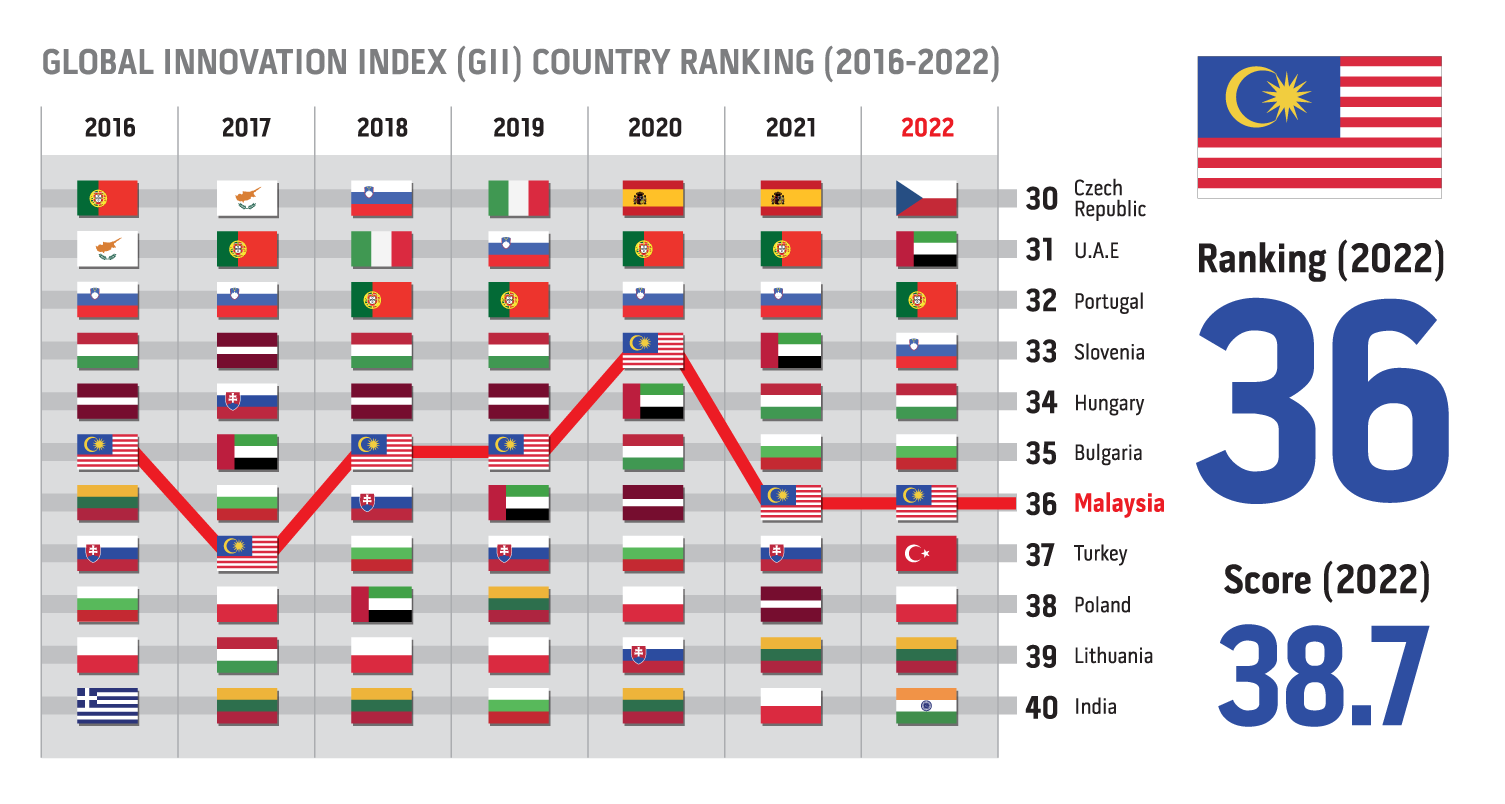 GLOBAL INNOVATION INDEX (GII) COUNTRY RANKING (2016-2022)
2016 2017 2018 2019 2020 2021 2022
30 Czech
Republic
31 U.A.E
32 Portugal
33 Slovenia
34 Hungary
35 Bulgaria
36 Malaysia
37 Turkey
38 Poland
39 Lithuania
40 India
Ranking (2022)
36
Score (2022)
38.7